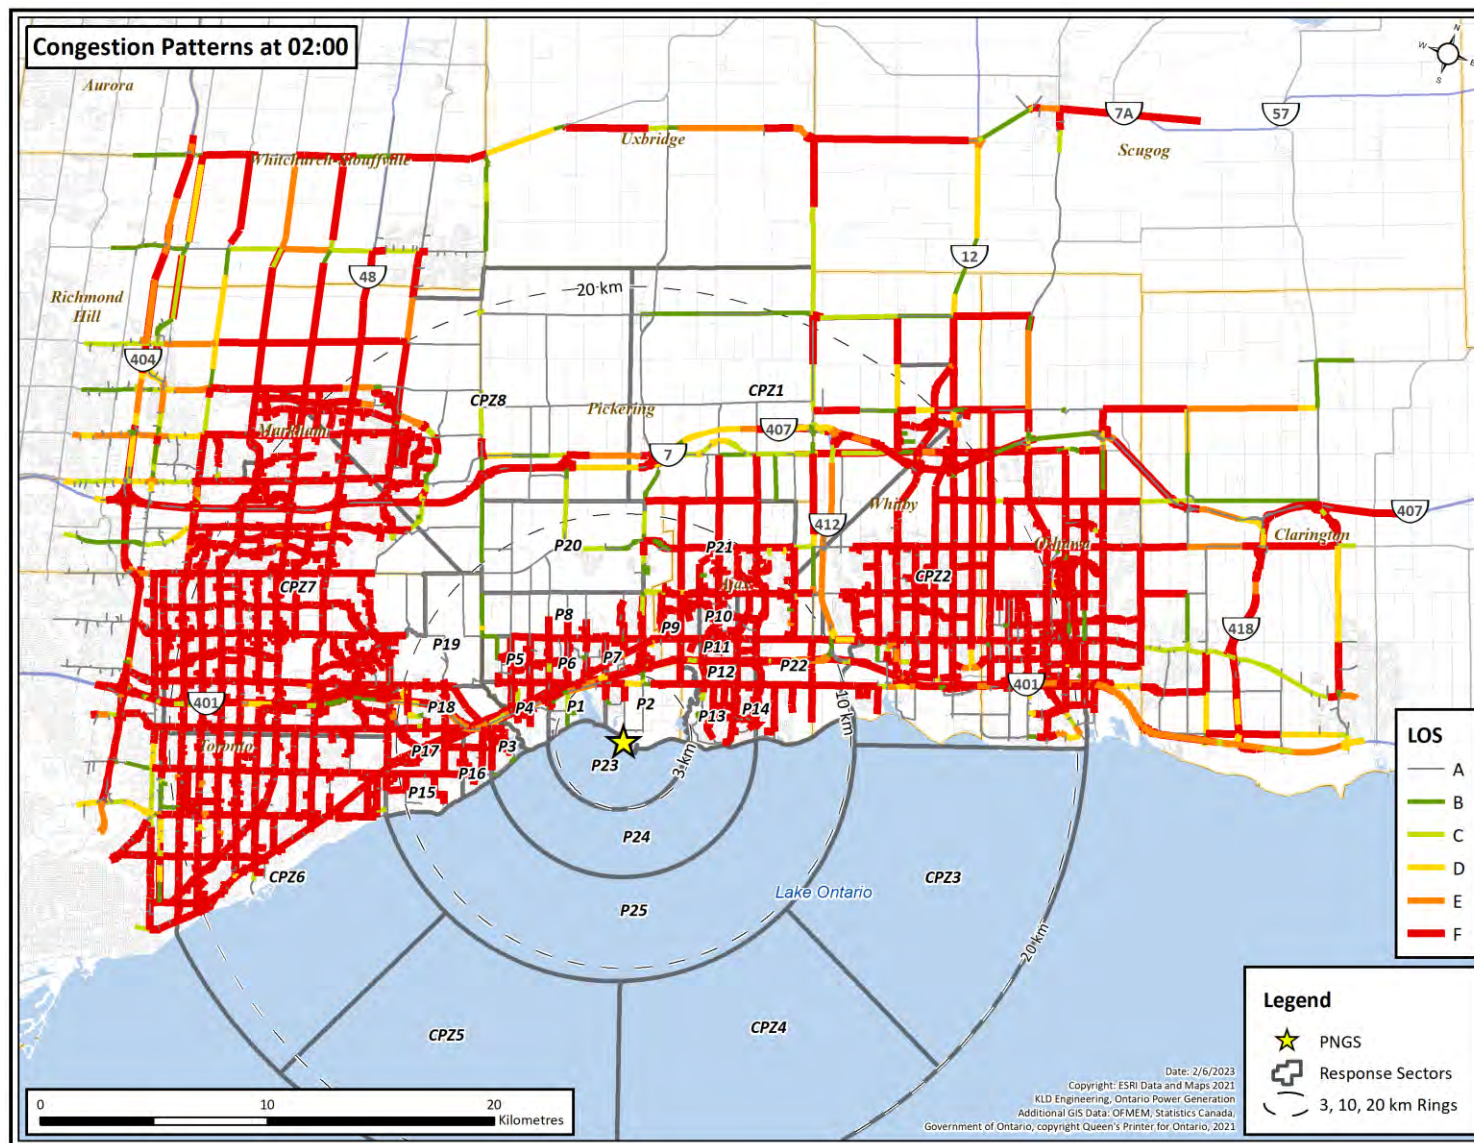 Congestion Patterns at 02:00
N
W
E
S
Aurora
7A
57
Whitchurch-Stouffville
Uxbridge
Scugog
12
48
20 km
Richmond
Hill
404
CPZ8
CPZ1
Pickering
Markham
407
7
Whitby
407
412
Clarington
P20
P21
Oshawa
CPZ7
Ajax
CPZ2
P8
P10
P9
418
P19
P11
P5
P6
P7
P12
P22
401
401
P18
P4
P1
P2
P13
P14
10 km
Toronto
P17
P3
P16
P23
3 km
P15
P24
CPZ6
CPZ3
Lake Ontario
P25
20 km
CPZ5
CPZ4
LOS
A
B
C
D
E
F
Legend
PNGS
Response Sectors
3, 10, 20 km Rings
0
10
20
Kilometres
Date: 2/6/2023
Copyright: ESRI Data and Maps 2021
KLD Engineering, Ontario Power Generation
Additional GIS Data: OFMEM, Statistics Canada,
Government of Ontario, copyright Queen's Printer for Ontario, 2021